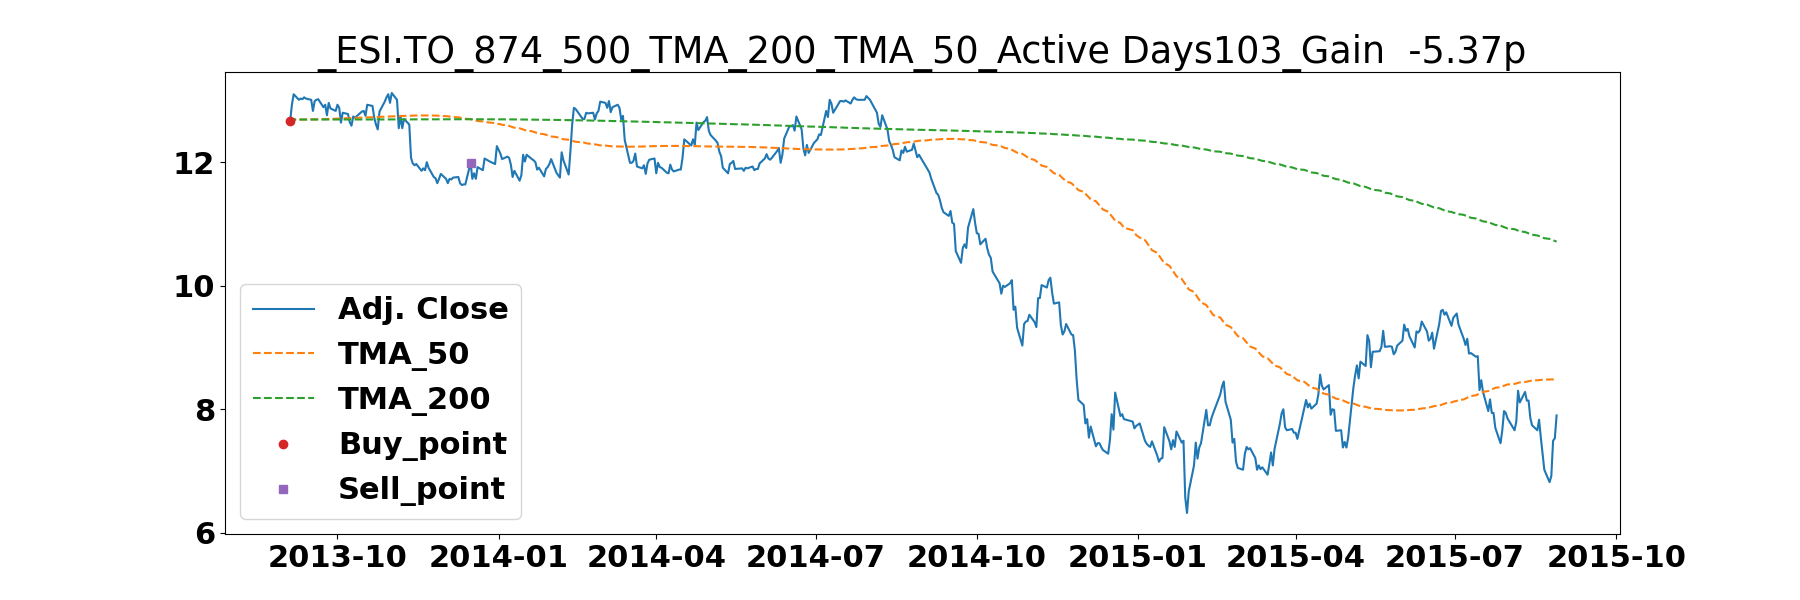 _ESI.TO_874_500_TMA_200_TMA_50_Active Days103_Gain  -5.37p
12
10
8
6
Adj. Close
TMA_50
TMA_200
Buy_point
Sell_point
2013-10 2014-01 2014-04 2014-07 2014-10 2015-01 2015-04 2015-07 2015-10